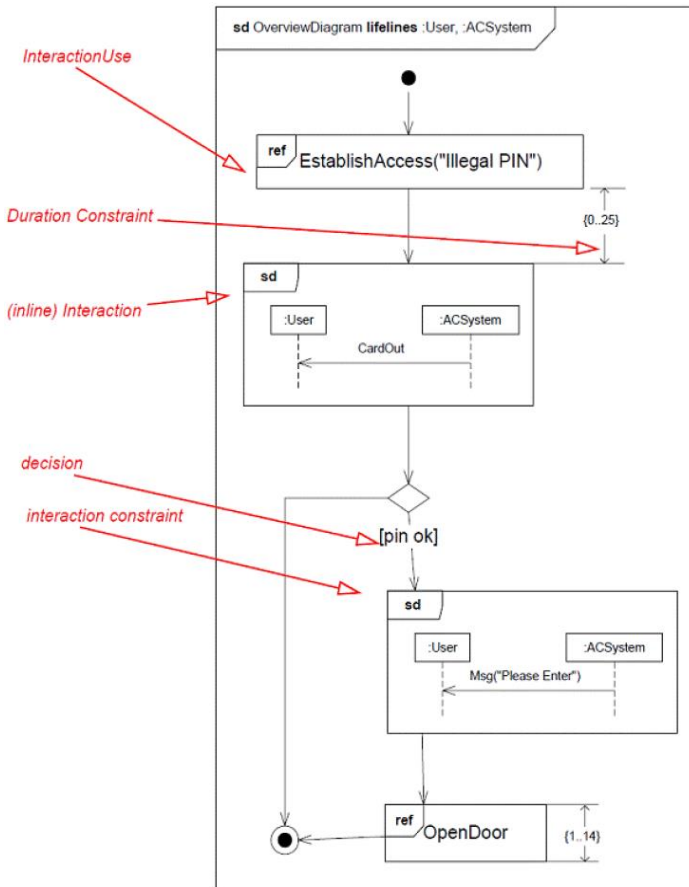 sd OverviewDiagram lifelines :User, :ACSystem
InteractionUse
ref
EstablishAccess("Illegal PIN")
Duration Constraint
{0..25}
sd
(inline) Interaction
:User
:ACSystem
CardOut
decision
interaction constraint
[pin ok]
sd
:User
:ACSystem
Msg("Please Enter")
ref
OpenDoor
{1..14}